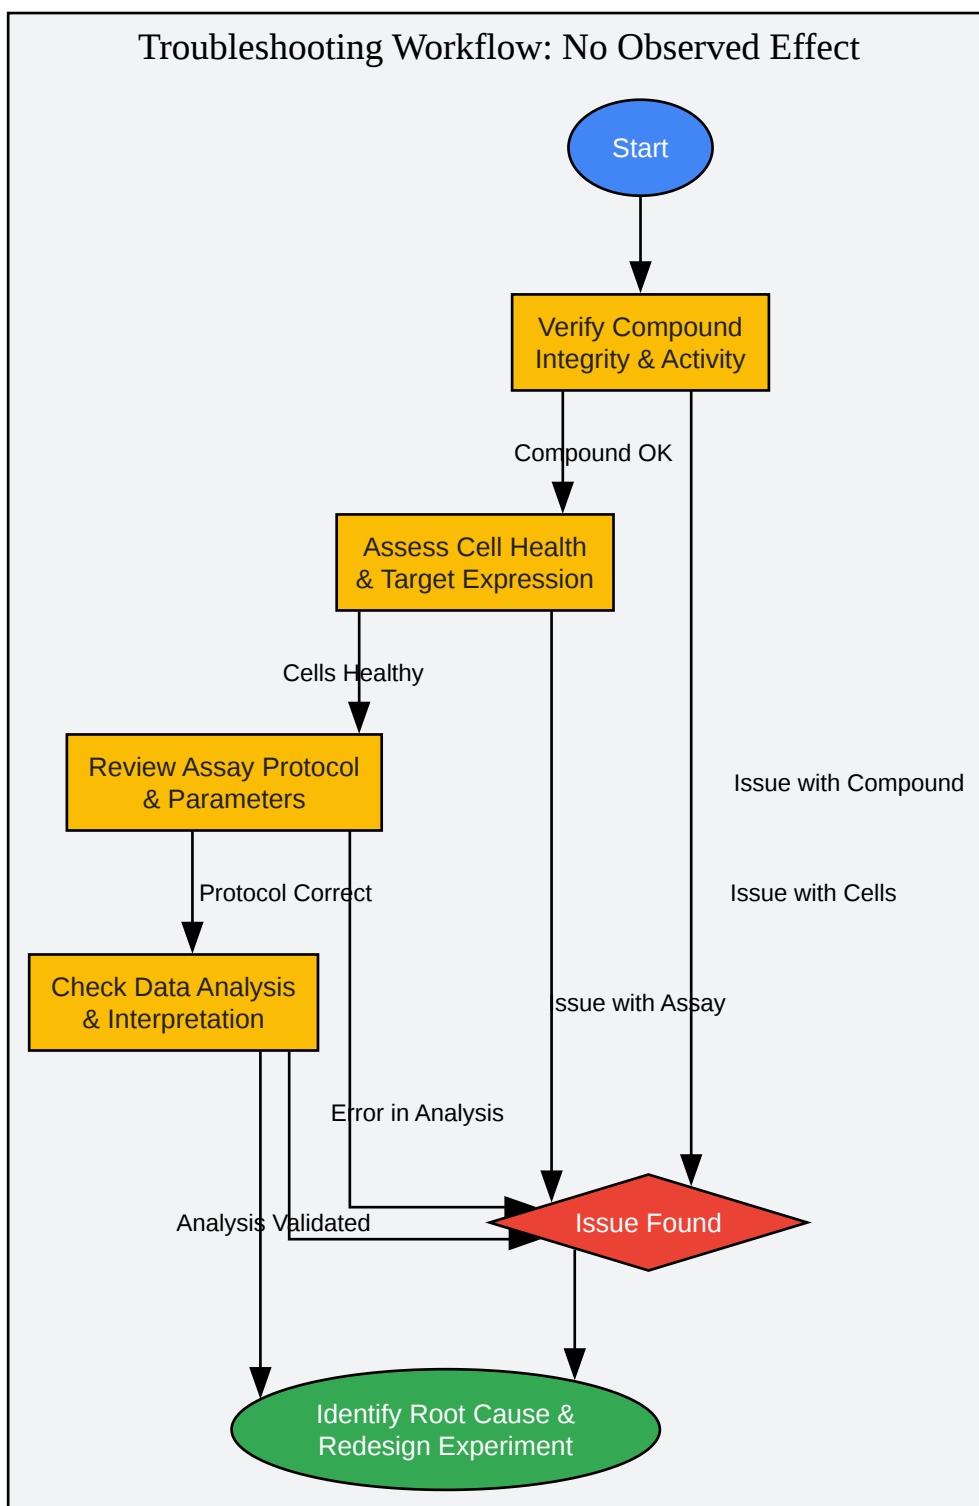 Troubleshooting Workflow: No Observed Effect
Start
Verify Compound
Integrity & Activity
Compound OK
Assess Cell Health
& Target Expression
Cells Healthy
Review Assay Protocol
& Parameters
Issue with Compound
Protocol Correct
Issue with Cells
Check Data Analysis
& Interpretation
Issue with Assay
Error in Analysis
Analysis Validated
Issue Found
Identify Root Cause &
Redesign Experiment